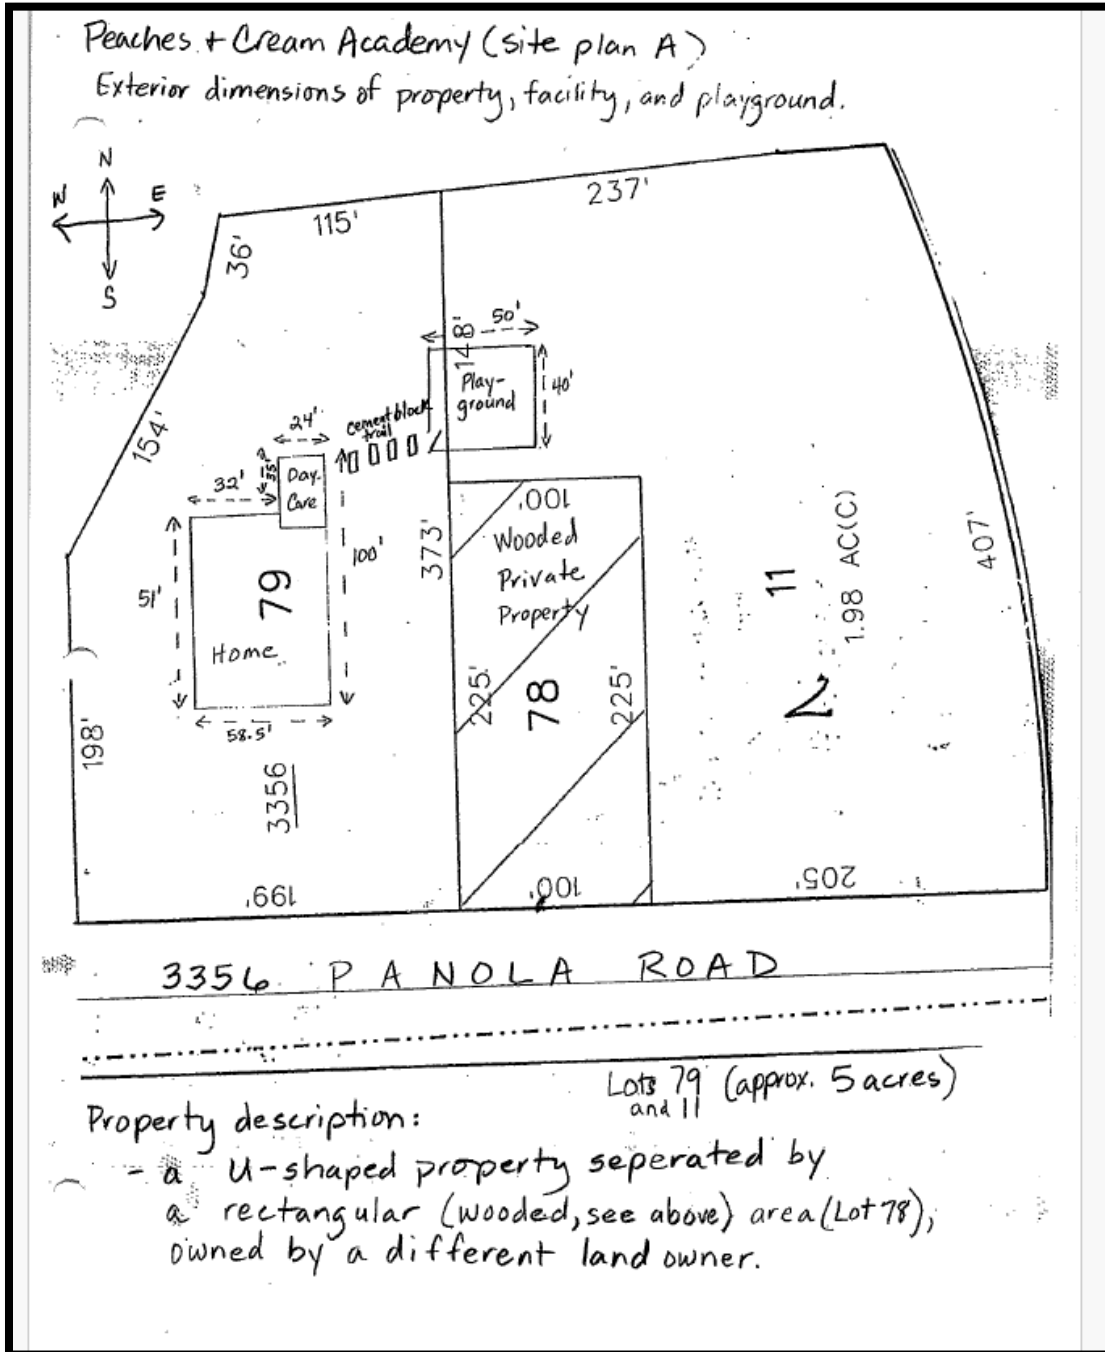 Peaches + Cream Academy (site plan A)
Exterior dimensions of property, facility, and playground.
N
W E
S
115'
237'
36'
148'
50'
Play-
ground
40'
cement block
trail
24'
35'
Day
Care
154'
32'
100'
51'
79
Home
58.5'
3356
198'
199'
373'
100'
Wooded
Private
Property
225'
78
225'
100'
11
1.98 AC(C)
2
407'
205'
3356 PANOLA ROAD
Lots 79 (approx. 5 acres)
and 11
Property description:
- a U-shaped property seperated by
a rectangular (wooded, see above) area (Lot 78),
owned by a different land owner.